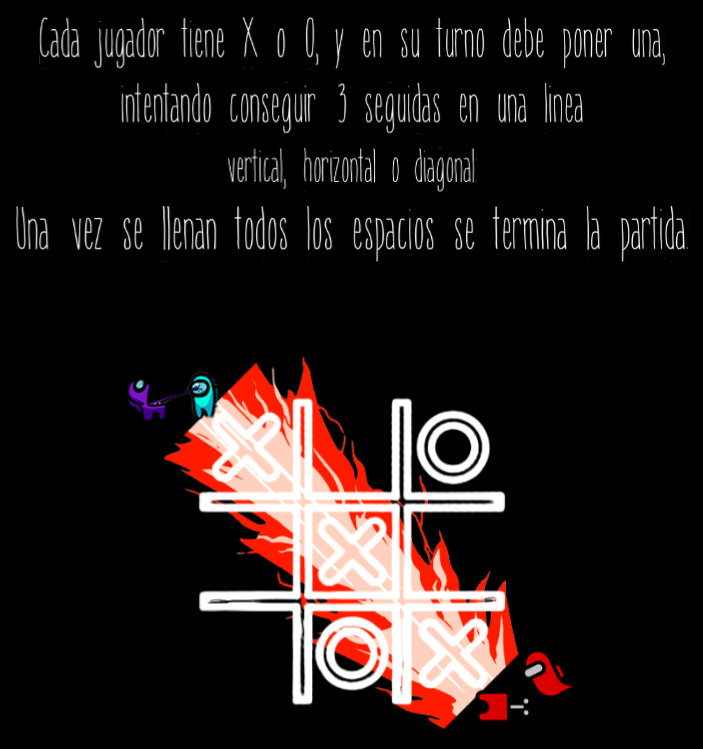 Cada jugador tiene X o O, y en su turno debe poner una,
intentando conseguir 3 seguidas en una linea
vertical, horizontal o diagonal
Una vez se llenan todos los espacios se termina la partida.
X O
X
O X